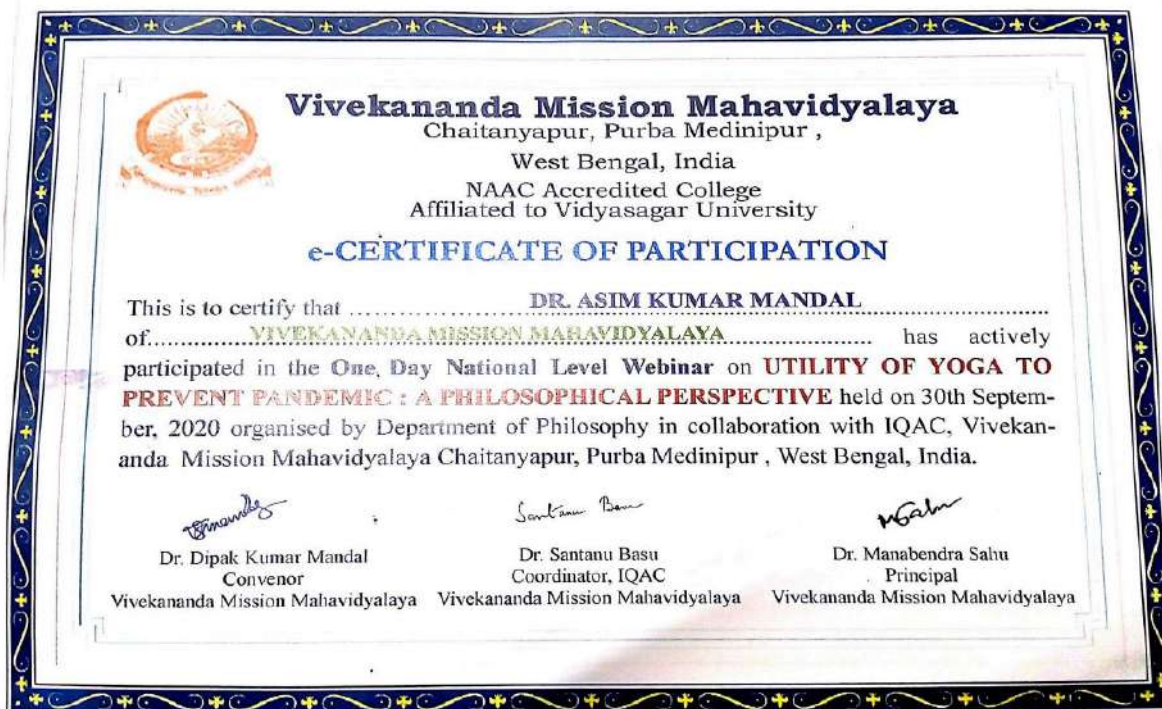 Vivekananda Mission Mahavidyalaya
Chaitanyapur, Purba Medinipur ,
West Bengal, India
NAAC Accredited College
Affiliated to Vidyasagar University
e-CERTIFICATE OF PARTICIPATION
This is to certify that ............ DR. ASIM KUMAR MANDAL ............
of............ VIVEKANANDA MISSION MAHAVIDYALAYA ............ has actively
participated in the One, Day National Level Webinar on UTILITY OF YOGA TO
PREVENT PANDEMIC : A PHILOSOPHICAL PERSPECTIVE held on 30th Septem-
ber, 2020 organised by Department of Philosophy in collaboration with IQAC, Vivekan-
anda Mission Mahavidyalaya Chaitanyapur, Purba Medinipur , West Bengal, India.
Santanu Basu
Dr. Dipak Kumar Mandal
Convenor
Vivekananda Mission Mahavidyalaya
Dr. Santanu Basu
Coordinator, IQAC
Vivekananda Mission Mahavidyalaya
Dr. Manabendra Sahu
Principal
Vivekananda Mission Mahavidyalaya